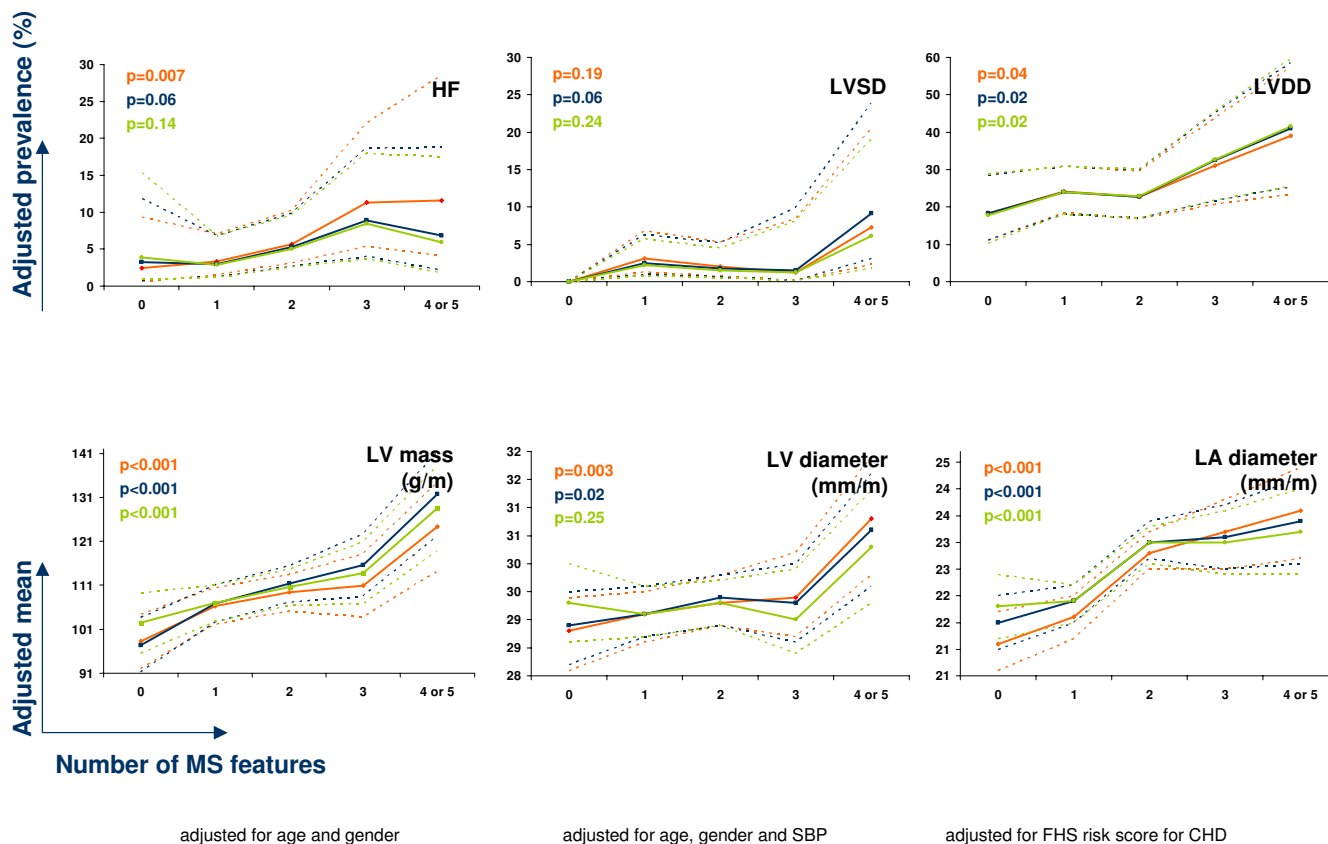 Adjusted prevalence (%)
30
25
20
15
10
5
0
p=0.007
p=0.06
p=0.14
HF
0 1 2 3 4 or 5
30
25
20
15
10
5
0
p=0.19
p=0.06
p=0.24
LVSD
0 1 2 3 4 or 5
60
50
40
30
20
10
0
p=0.04
p=0.02
p=0.02
LVDD
0 1 2 3 4 or 5
Adjusted mean
141
131
121
111
101
91
p<0.001
p<0.001
p<0.001
LV mass
(g/m)
0 1 2 3 4 or 5
32
32
31
31
30
30
29
29
28
p=0.003
p=0.02
p=0.25
LV diameter
(mm/m)
0 1 2 3 4 or 5
25
24
24
23
23
22
22
21
21
p<0.001
p<0.001
p<0.001
LA diameter
(mm/m)
0 1 2 3 4 or 5
Number of MS features
adjusted for age and gender
adjusted for age, gender and SBP
adjusted for FHS risk score for CHD